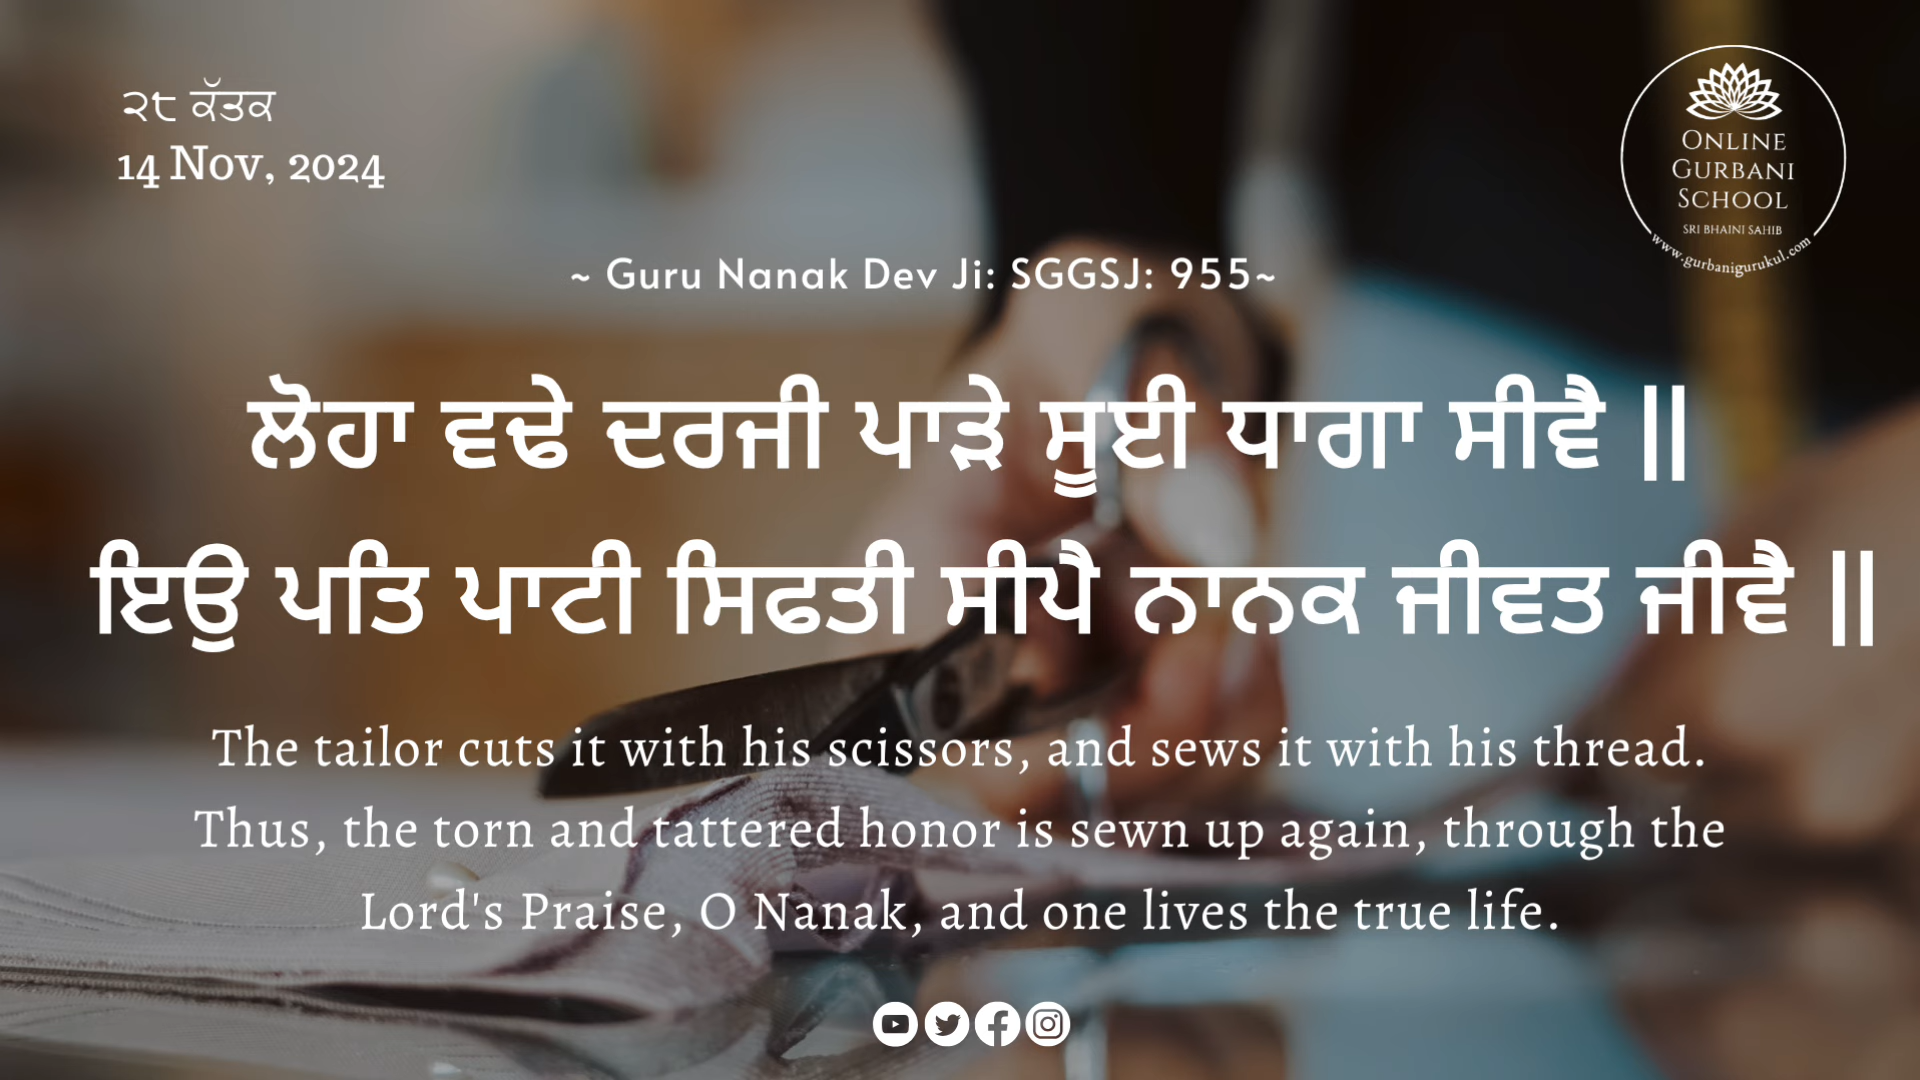 ੨੮ ਕੱਤਕ
14 Nov, 2024
ONLINE
GURBANI
SCHOOL
SRI BHAINI SAHIB
www.gurbanigurukul.com
~ Guru Nanak Dev Ji: SGGSJ: 955~
ਲੋਹਾ ਵਢੇ ਦਰਜੀ ਪਾੜੇ ਸੂਈ ਧਾਗਾ ਸੀਵੈ ||
ਇਉ ਪਤਿ ਪਾਟੀ ਸਿਫਤੀ ਸੀਪੈ ਨਾਨਕ ਜੀਵਤ ਜੀਵੈ ||
The tailor cuts it with his scissors, and sews it with his thread.
Thus, the torn and tattered honor is sewn up again, through the
Lord's Praise, O Nanak, and one lives the true life.